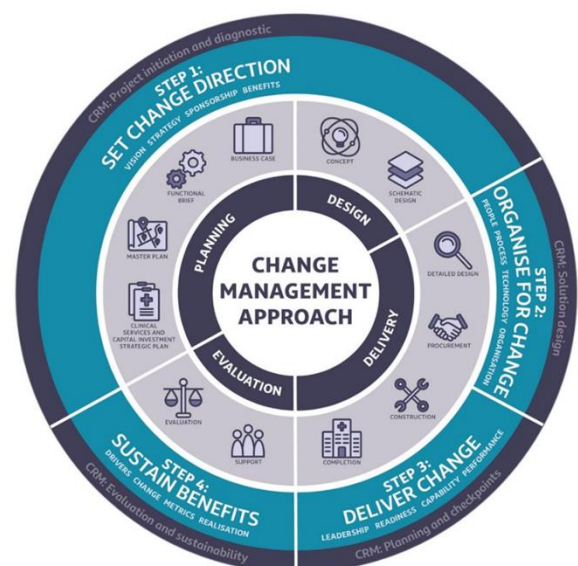 CRM: Project initiation and diagnostic
STEP 1:
SET CHANGE DIRECTION
VISION STRATEGY SPONSORSHIP BENEFITS
CRM: Solution design
STEP 2:
ORGANISE FOR CHANGE
PEOPLE PROCESS TECHNOLOGY ORGANISATION
STEP 3:
DELIVER CHANGE
LEADERSHIP READINESS CAPABILITY PERFORMANCE
CRM: Planning and checkpoints
STEP 4:
SUSTAIN BENEFITS
DRIVERS CHANGE METRICS REALISATION
CRM: Evaluation and sustainability
BUSINESS CASE
FUNCTIONAL
BRIEF
MASTER PLAN
CLINICAL
SERVICES AND
CAPITAL INVESTMENT
STRATEGIC PLAN
CONCEPT
SCHEMATIC
DESIGN
DETAILED DESIGN
PROCUREMENT
CONSTRUCTION
COMPLETION
SUPPORT
EVALUATION
PLANNING
DESIGN
DELIVERY
EVALUATION
CHANGE
MANAGEMENT
APPROACH